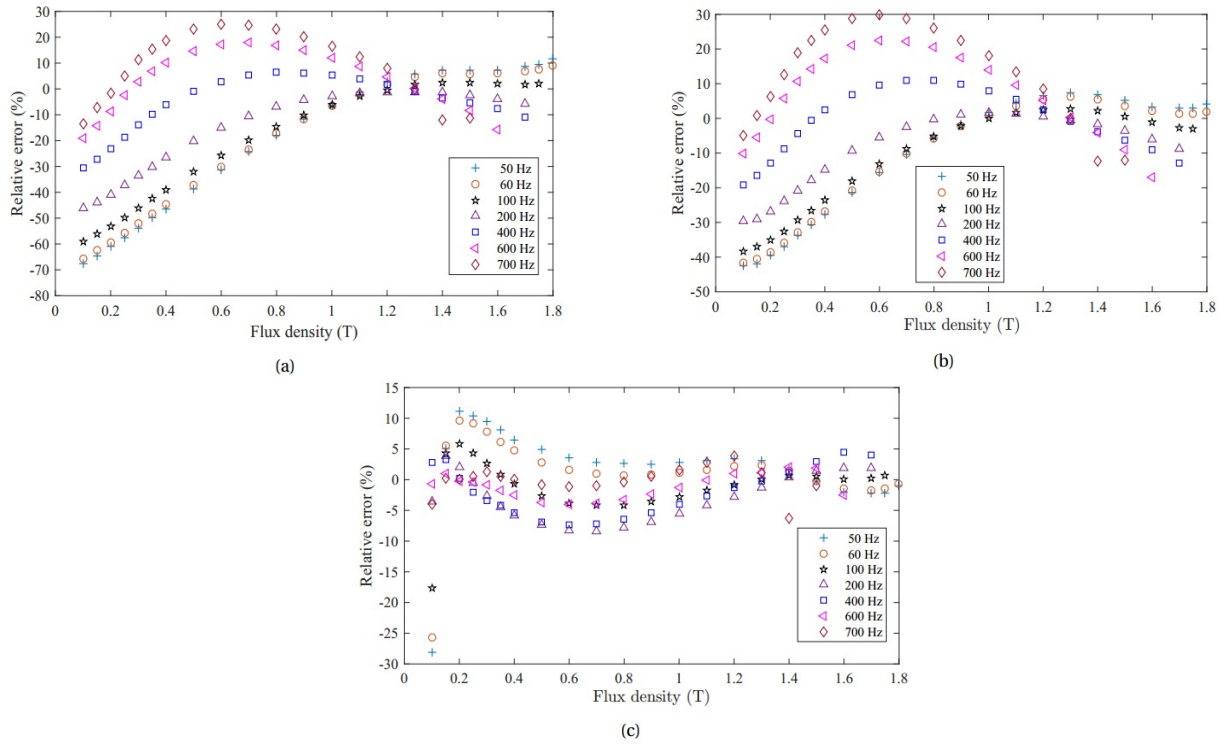 30
20
10
0
-10
-20
-30
-40
-50
-60
-70
-80
Relative error (%)
50 Hz
60 Hz
100 Hz
200 Hz
400 Hz
600 Hz
700 Hz
0 0.2 0.4 0.6 0.8 1.0 1.2 1.4 1.6 1.8
Flux density (T)
(a)
30
20
10
0
-10
-20
-30
-40
-50
Relative error (%)
50 Hz
60 Hz
100 Hz
200 Hz
400 Hz
600 Hz
700 Hz
0 0.2 0.4 0.6 0.8 1 1.2 1.4 1.6 1.8
Flux density (T)
(b)
15
10
5
0
-5
-10
-15
-20
-25
-30
Relative error (%)
50 Hz
60 Hz
100 Hz
200 Hz
400 Hz
600 Hz
700 Hz
0 0.2 0.4 0.6 0.8 1 1.2 1.4 1.6 1.8
Flux density (T)
(c)